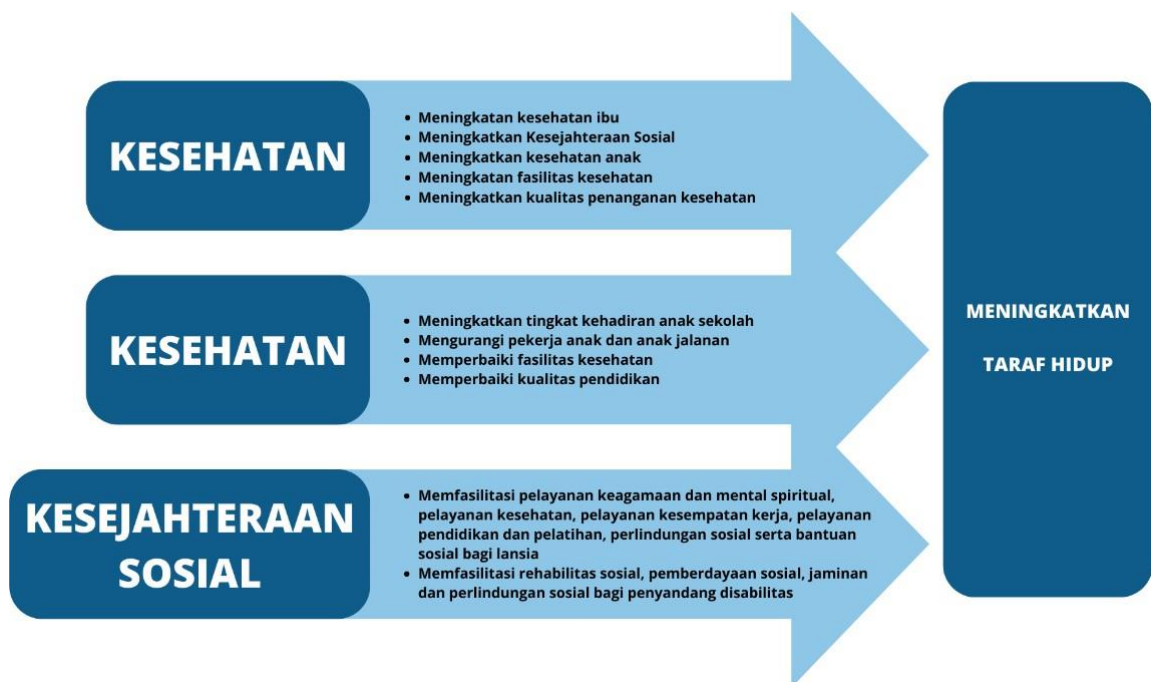 KESEHATAN
• Meningkatan kesehatan ibu
• Meningkatkan Kesejahteraan Sosial
• Meningkatkan kesehatan anak
• Meningkatan fasilitas kesehatan
• Meningkatkan kualitas penanganan kesehatan
KESEHATAN
• Meningkatkan tingkat kehadiran anak sekolah
• Mengurangi pekerja anak dan anak jalanan
• Memperbaiki fasilitas kesehatan
• Memperbaiki kualitas pendidikan
KESEJAHTERAAN
SOSIAL
• Memfasilitasi pelayanan keagamaan dan mental spiritual,
pelayanan kesehatan, pelayanan kesempatan kerja, pelayanan
pendidikan dan pelatihan, perlindungan sosial serta bantuan
sosial bagi lansia
• Memfasilitasi rehabilitas sosial, pemberdayaan sosial, jaminan
dan perlindungan sosial bagi penyandang disabilitas
MENINGKATKAN
TARAF HIDUP